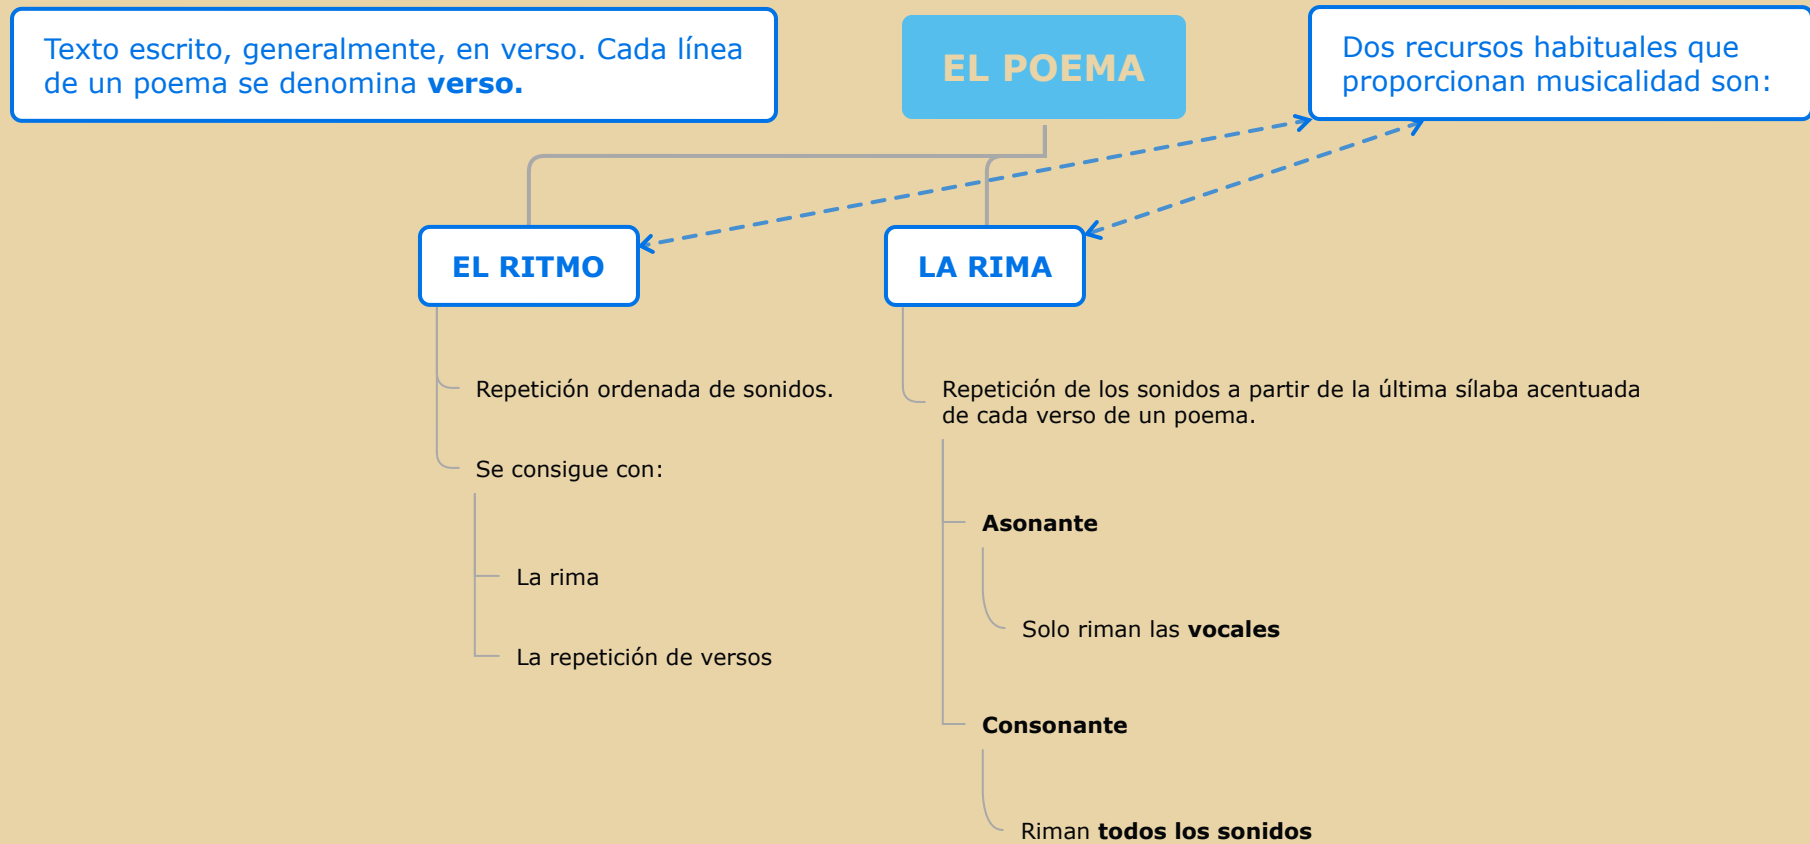 Texto escrito, generalmente, en verso. Cada línea
de un poema se denomina verso.
EL POEMA
Dos recursos habituales que
proporcionan musicalidad son:
EL RITMO
Repetición ordenada de sonidos.
Se consigue con:
La rima
La repetición de versos
LA RIMA
Repetición de los sonidos a partir de la última sílaba acentuada
de cada verso de un poema.
Asonante
Solo riman las vocales
Consonante
Riman todos los sonidos